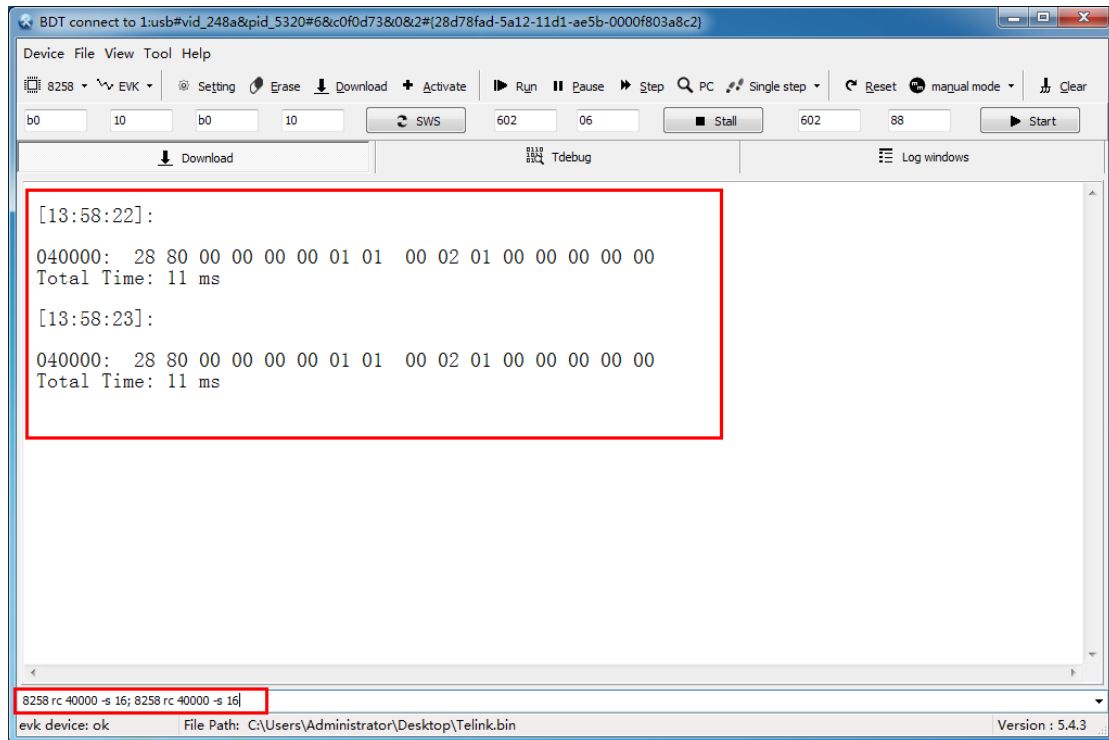 BDT connect to 1:usb#vid_248a&pid_5320#6&c0f0d73&0&2#{28d78fad-5a12-11d1-ae5b-0000f803a8c2}
Device File View Tool Help
8258 EVK Setting Erase Download Activate Run Pause Step PC Single step Reset manual mode Clear
b0 10 b0 10 SWS 602 06 Stall 602 88 Start
Download Tdebug Log windows
[13:58:22]:
040000: 28 80 00 00 00 00 01 01 00 02 01 00 00 00 00 00
Total Time: 11 ms
[13:58:23]:
040000: 28 80 00 00 00 00 01 01 00 02 01 00 00 00 00 00
Total Time: 11 ms
8258 rc 40000 -s 16; 8258 rc 40000 -s 16
evk device: ok File Path: C:\Users\Administrator\Desktop\Telink.bin Version : 5.4.3